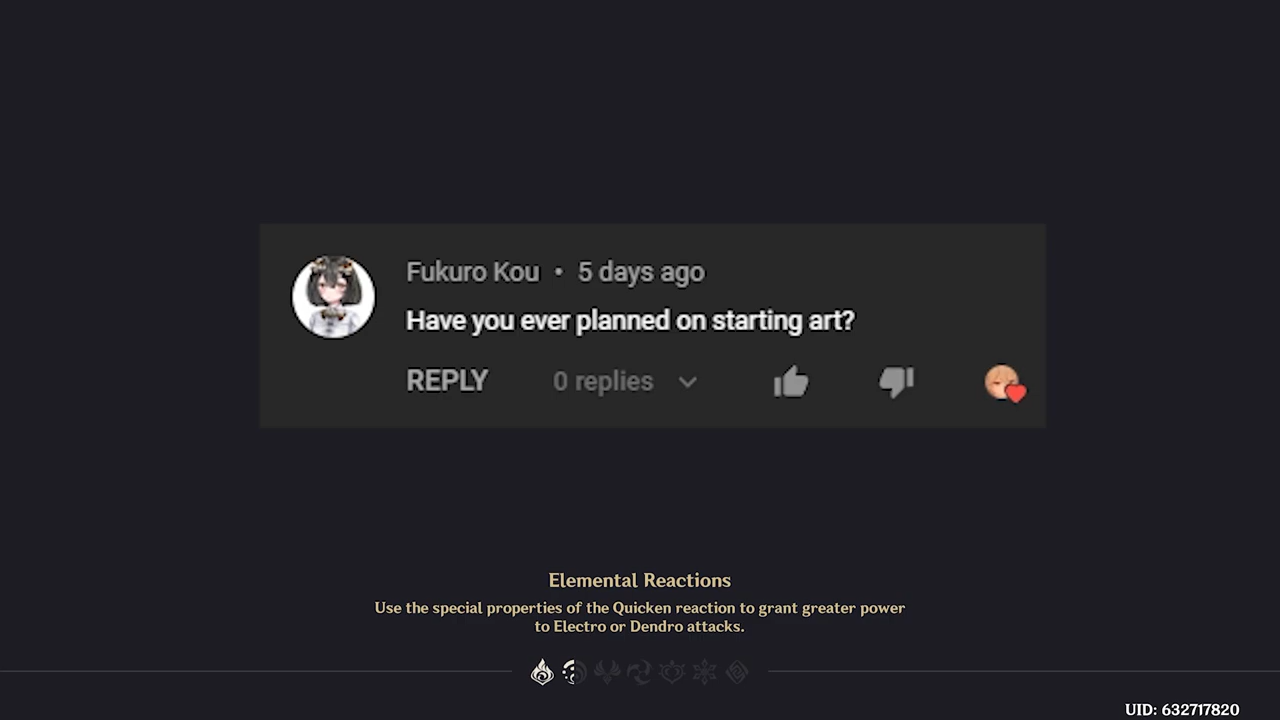 Fukuro Kou • 5 days ago
Have you ever planned on starting art?
REPLY 0 replies
Elemental Reactions
Use the special properties of the Quicken reaction to grant greater power
to Electro or Dendro attacks.
UID: 632717820